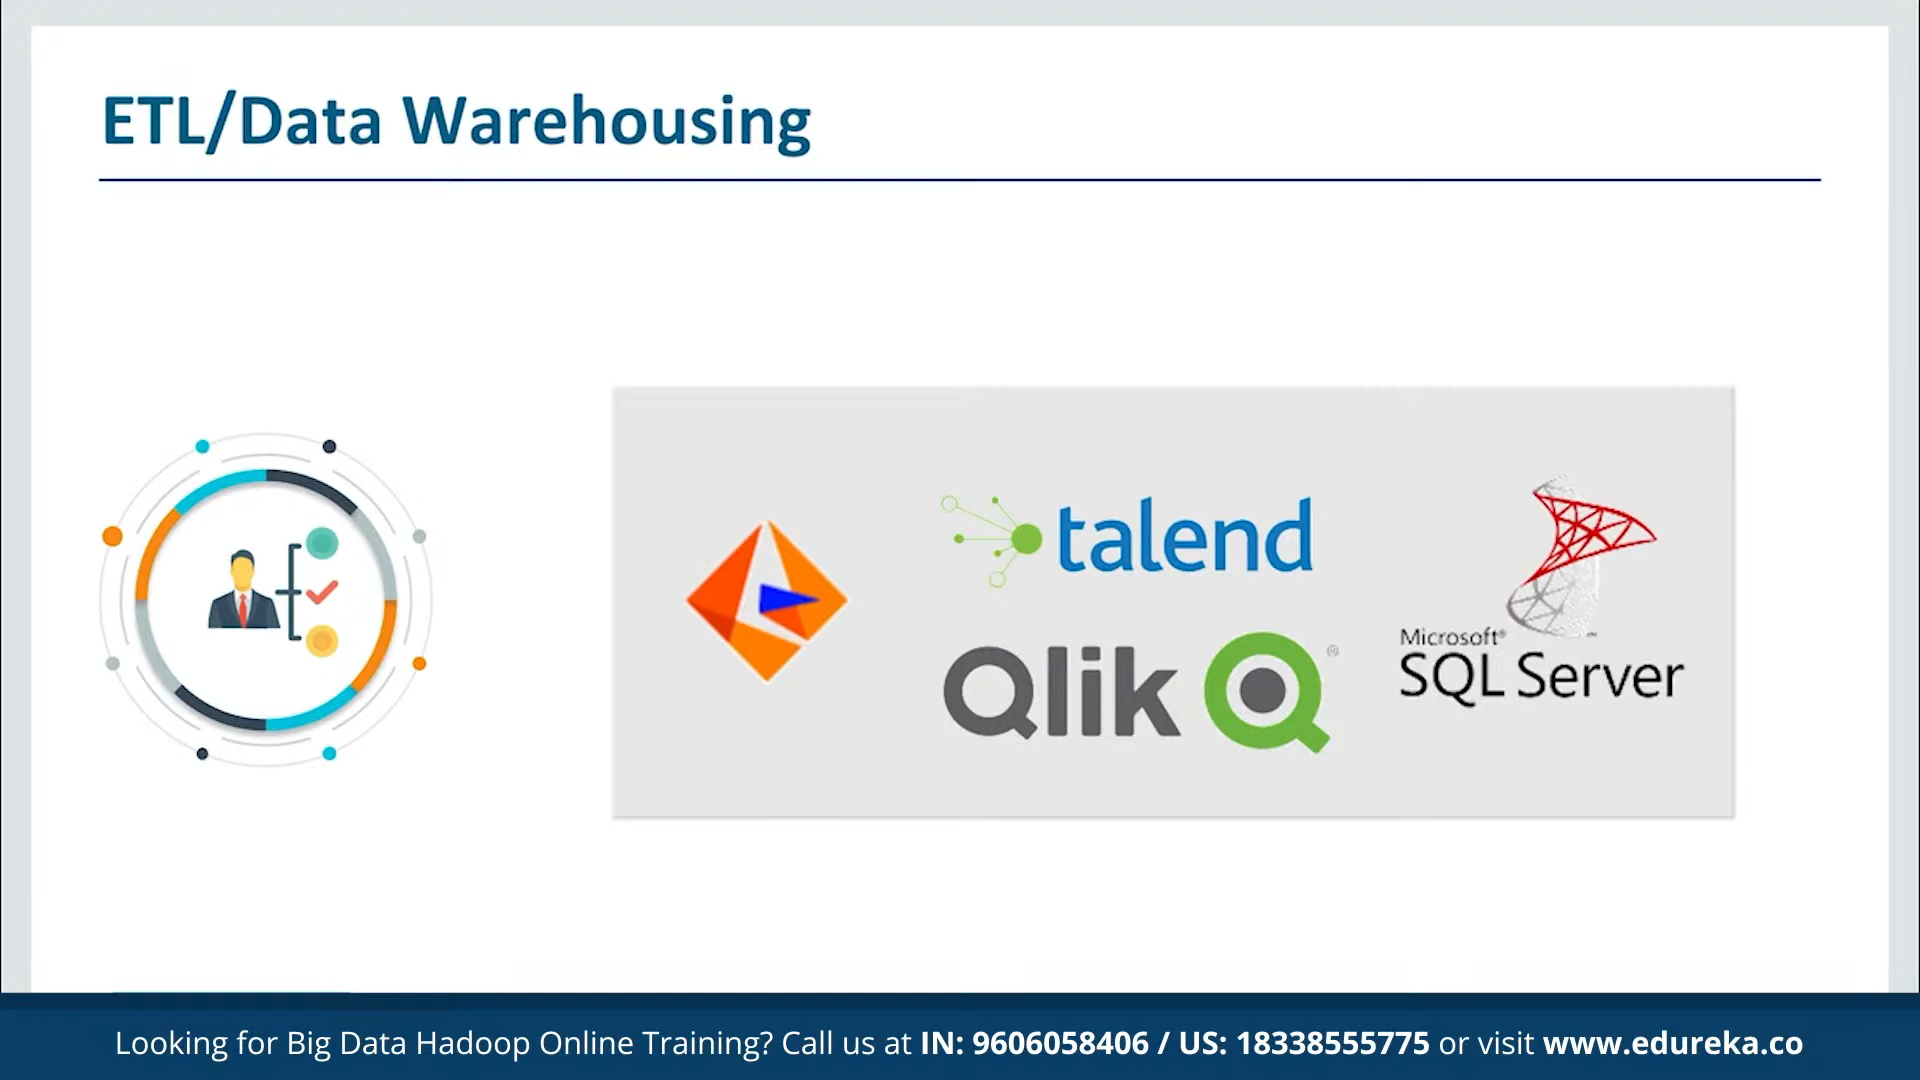 ETL/Data Warehousing
talend
Qlik Q®
Microsoft®
SQL Server
Looking for Big Data Hadoop Online Training? Call us at IN: 9606058406 / US: 18338555775 or visit www.edureka.co